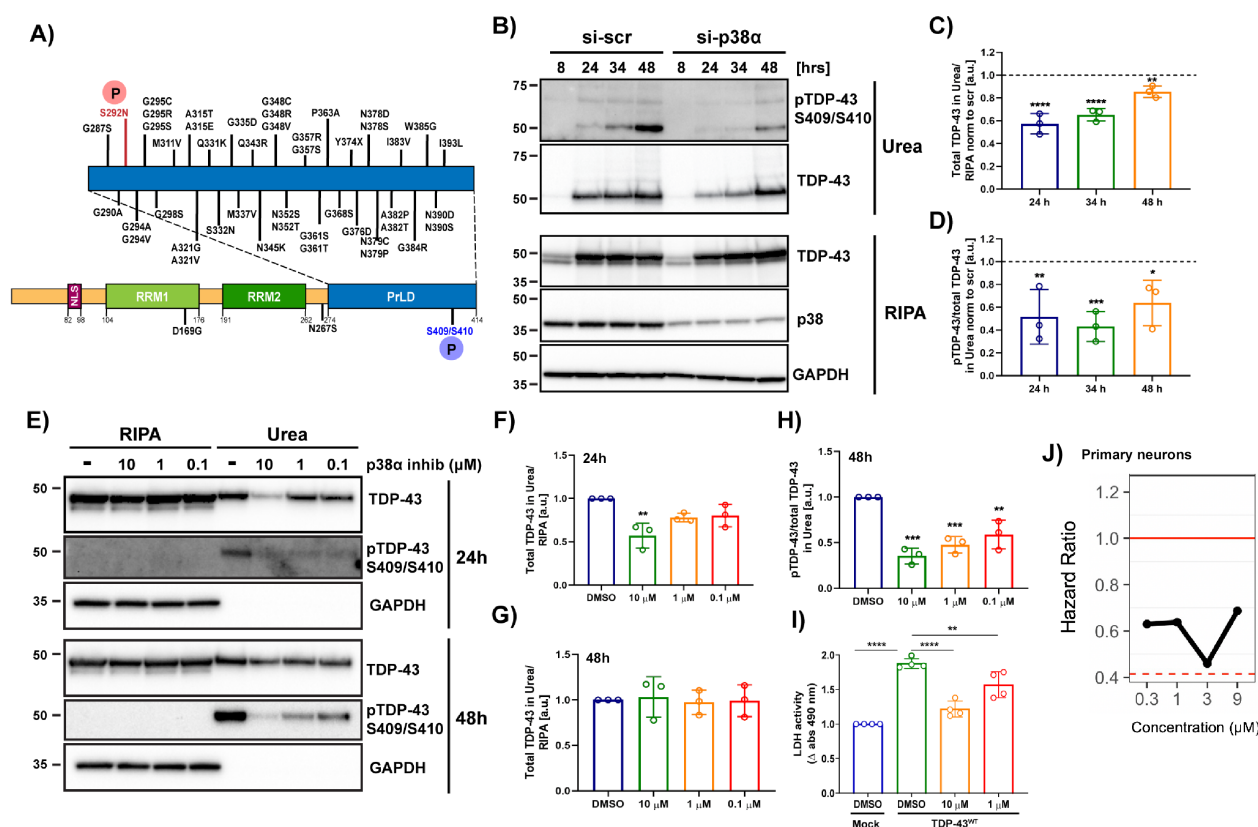 A)
P
S292N
G287S
G295C
G295R
G295S
M311V
A315T
A315E
Q331K
G335D
Q343R
G348C
G348R
G348V
G357R
G357S
P363A
Y374X
N378D
N378S
I383V
W385G
I393L
G290A
G294A
G294V
G298S
A321G
A321V
S332N
M337V
N345K
N352S
N352T
G361S
G361T
G368S
G376D
N379C
N379P
A382P
A382T
G384R
N390D
N390S
NLS
RRM1
RRM2
PrLD
82 98 104 176 191 262 274 414
D169G
N267S
S409/S410
P
B)
si-scr si-p38α
8 24 34 48 8 24 34 48 [hrs]
75
50
pTDP-43
S409/S410
75
50
TDP-43
Urea
50
35
TDP-43
50
35
p38
50
35
GAPDH
RIPA
C)
Total TDP-43 in Urea/
RIPA norm to scr [a.u.]
1.2
1.0
0.8
0.6
0.4
0.2
0.0
**** **** **
24 h 34 h 48 h
D)
pTDP-43/total TDP-43
in Urea norm to scr [a.u.]
1.2
1.0
0.8
0.6
0.4
0.2
0.0
** *** *
24 h 34 h 48 h
E)
RIPA Urea
- 10 1 0.1 - 10 1 0.1 p38α inhib (µM)
50
TDP-43
50
pTDP-43
S409/S410
35
GAPDH
24h
50
TDP-43
50
pTDP-43
S409/S410
35
GAPDH
48h
F)
24h
Total TDP-43 in Urea/
RIPA [a.u.]
1.5
1.0
0.5
0.0
**
DMSO 10 µM 1 µM 0.1 µM
G)
48h
Total TDP-43 in Urea/
RIPA [a.u.]
1.5
1.0
0.5
0.0
DMSO 10 µM 1 µM 0.1 µM
H)
48h
pTDP-43/total TDP-43
in Urea [a.u.]
1.5
1.0
0.5
0.0
*** *** **
DMSO 10 µM 1 µM 0.1 µM
I)
LDH activity
(Δ abs 490 nm)
2.0
1.5
1.0
0.5
0.0
**** **** **
DMSO DMSO 10 µM 1 µM
Mock TDP-43WT
J)
Primary neurons
Hazard Ratio
1.2
1.0
0.8
0.6
0.4
0.3 1 3 9
Concentration (µM)